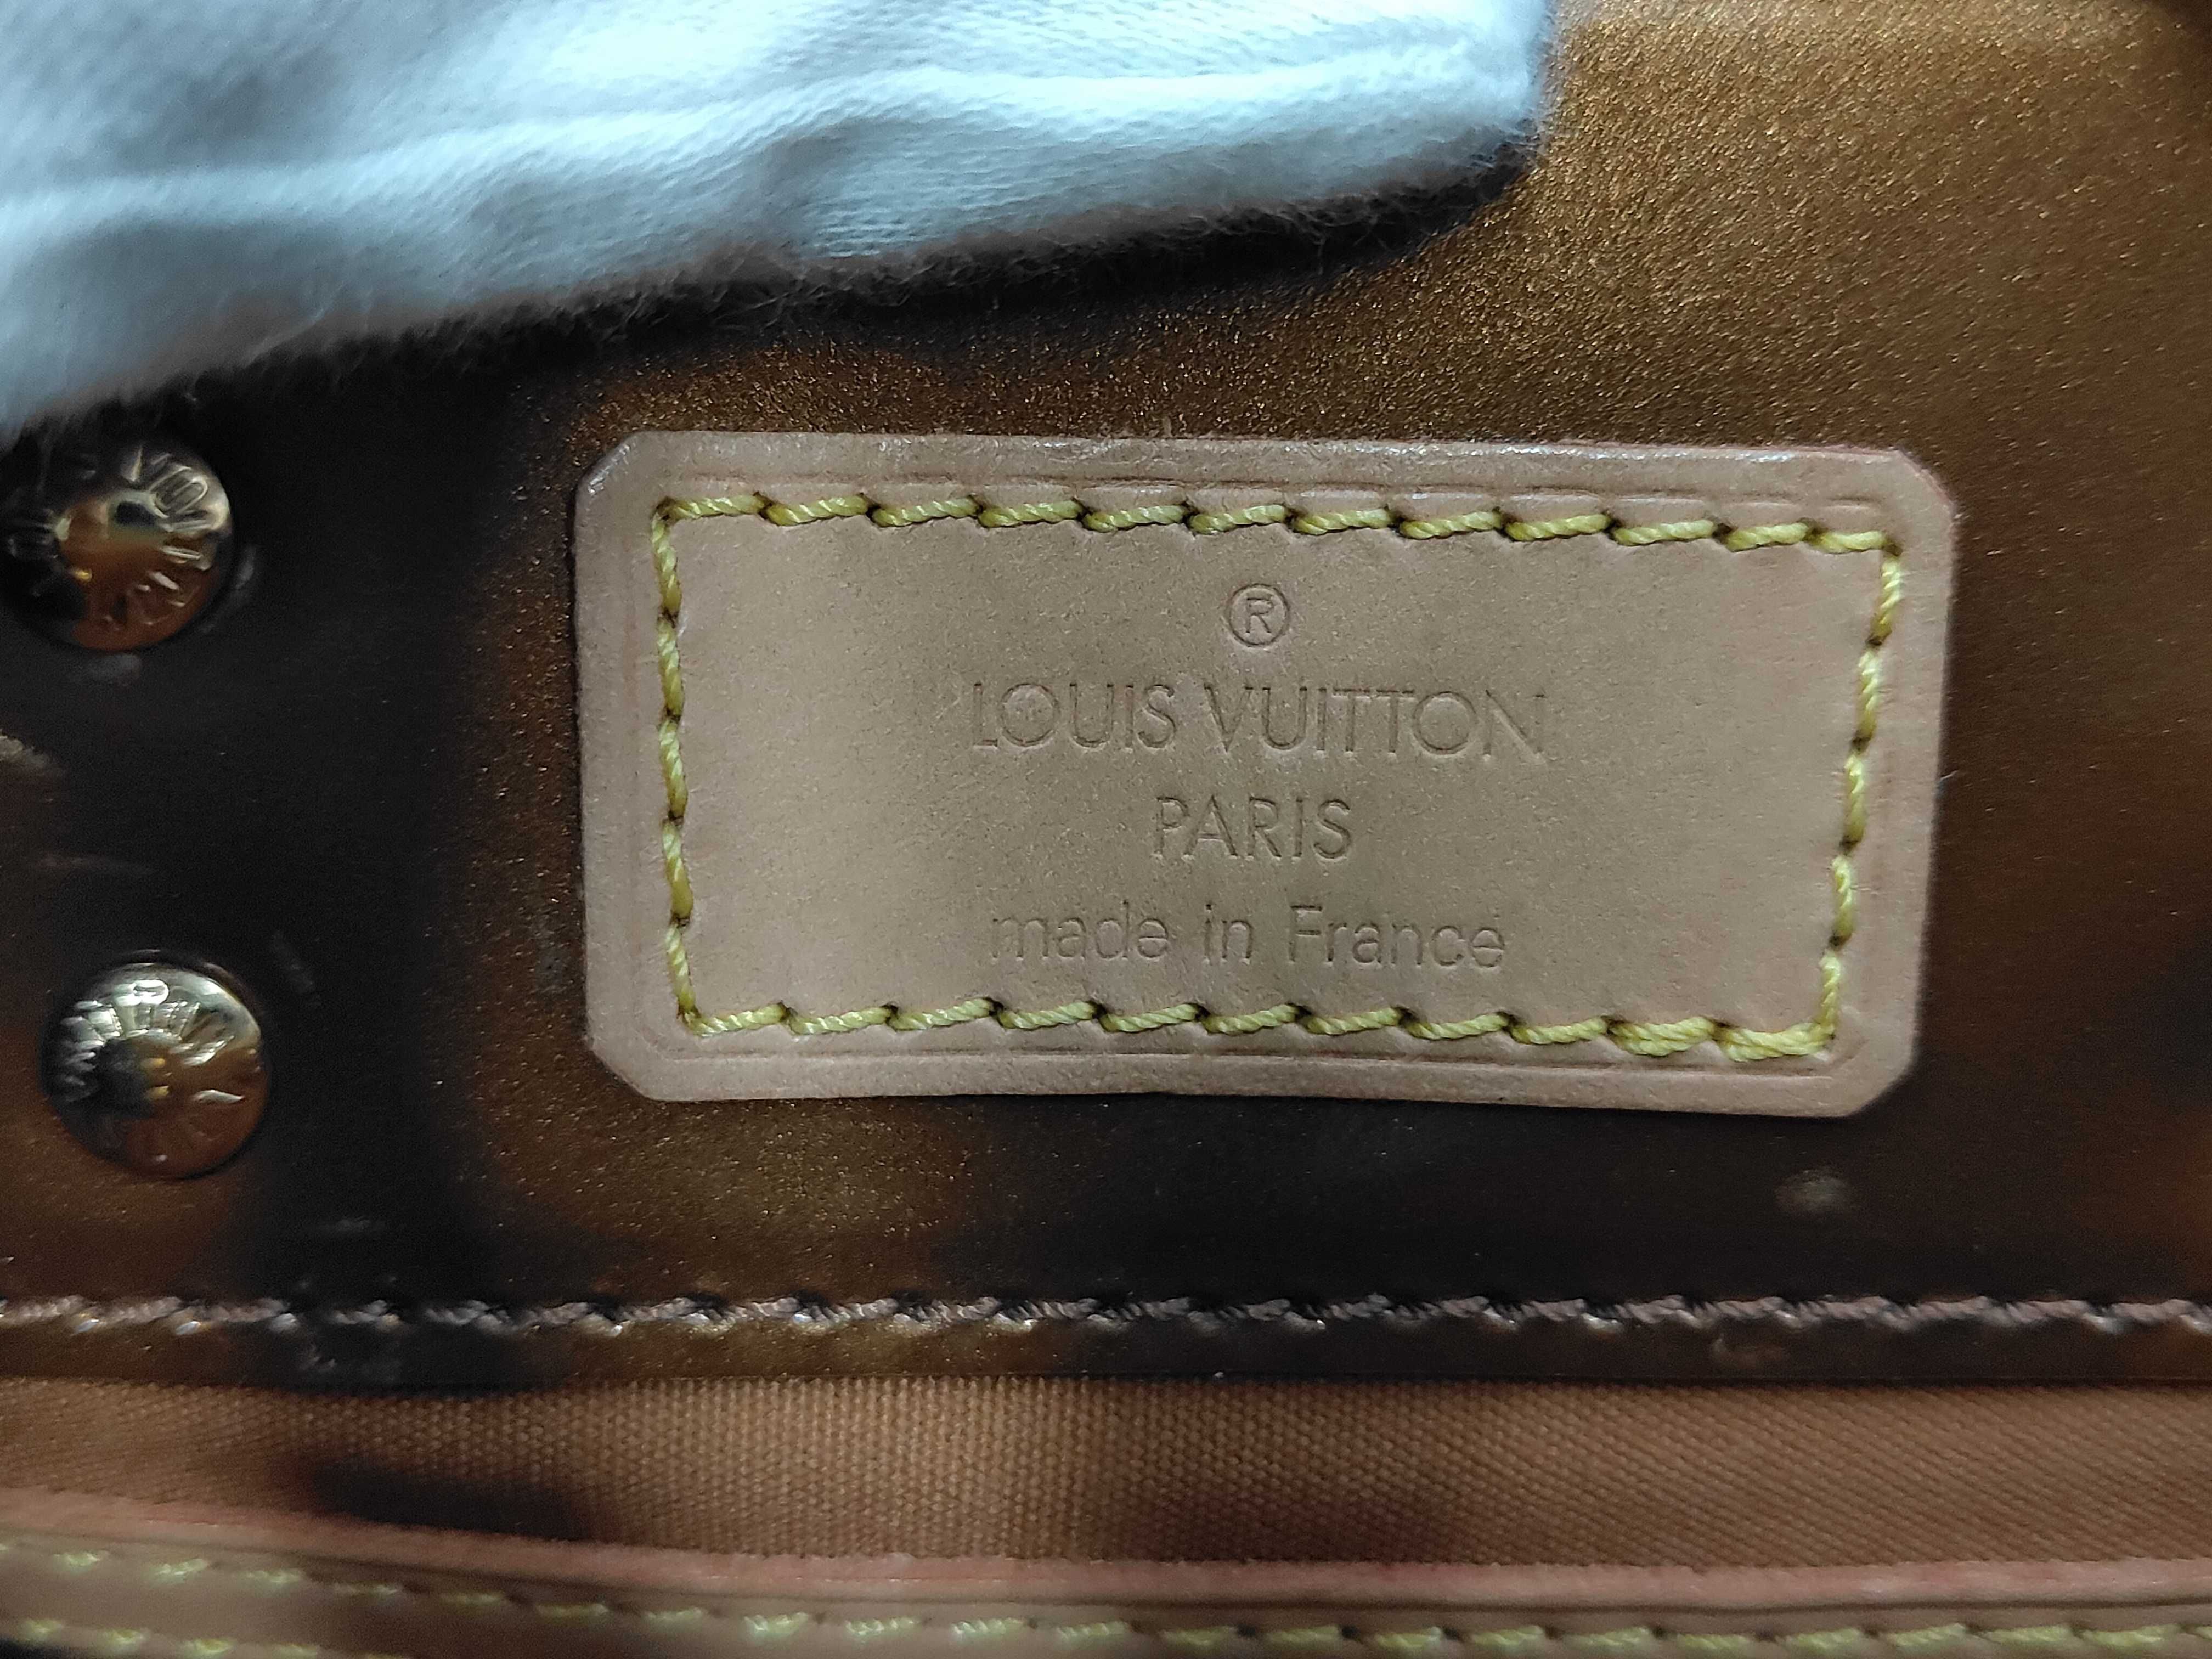 ®
LOUIS VUITTON
PARIS
made in France